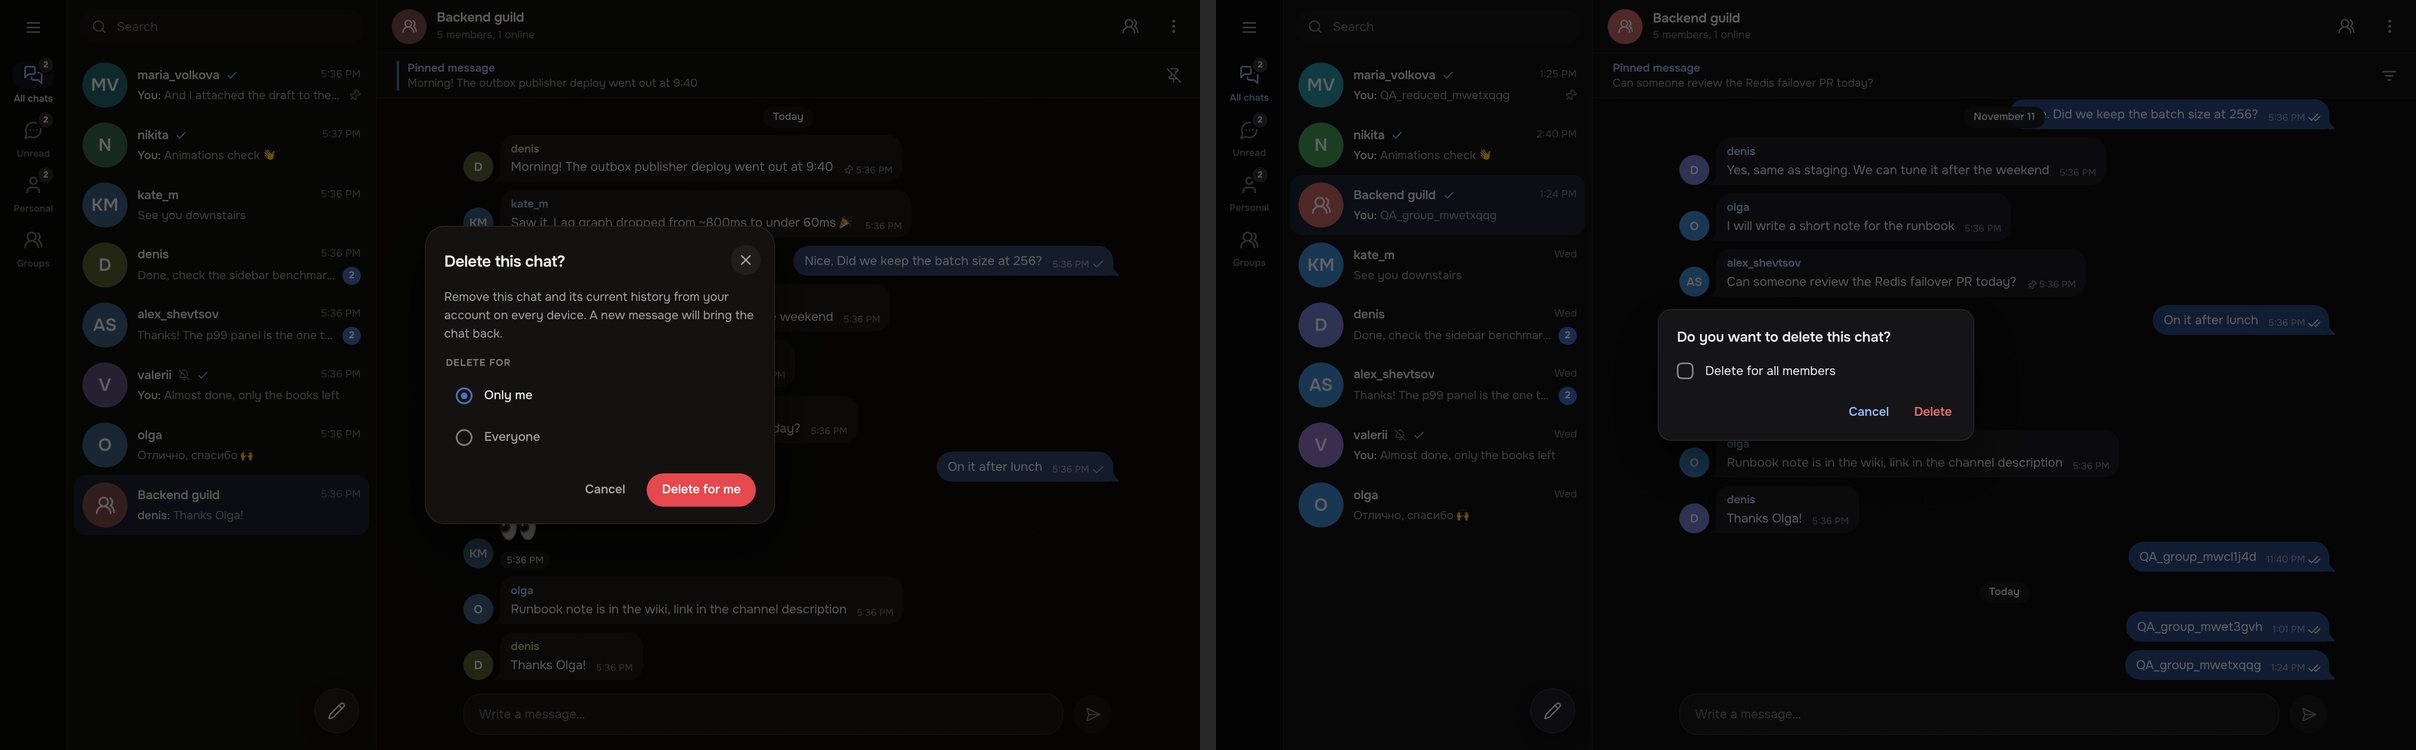 Search
2
All chats
2
Unread
2
Personal
Groups
MV
maria_volkova
5:36 PM
You: And I attached the draft to the...
N
nikita
5:37 PM
You: Animations check 👋
KM
kate_m
5:36 PM
See you downstairs
D
denis
5:36 PM
Done, check the sidebar benchmar...
2
AS
alex_shevtsov
5:36 PM
Thanks! The p99 panel is the one t...
2
V
valerii
5:36 PM
You: Almost done, only the books left
O
olga
5:36 PM
Отлично, спасибо 🙌
Backend guild
5:36 PM
denis: Thanks Olga!
Backend guild
5 members, 1 online
Pinned message
Morning! The outbox publisher deploy went out at 9:40
Today
denis
D
Morning! The outbox publisher deploy went out at 9:40
5:36 PM
kate_m
KM
Saw it. Lag graph dropped from ~800ms to under 60ms 🎉
5:36 PM
Nice. Did we keep the batch size at 256?
5:36 PM
weekend
5:36 PM
day?
5:36 PM
On it after lunch
5:36 PM
👀
KM
5:36 PM
olga
O
Runbook note is in the wiki, link in the channel description
5:36 PM
denis
D
Thanks Olga!
5:36 PM
Write a message...
Delete this chat?
Remove this chat and its current history from your
account on every device. A new message will bring the
chat back.
DELETE FOR
Only me
Everyone
Cancel
Delete for me
Search
2
All chats
2
Unread
2
Personal
Groups
MV
maria_volkova
1:25 PM
You: QA_reduced_mwetxqqg
N
nikita
2:40 PM
You: Animations check 👋
Backend guild
1:24 PM
You: QA_group_mwetxqqg
KM
kate_m
Wed
See you downstairs
D
denis
Wed
Done, check the sidebar benchmar...
2
AS
alex_shevtsov
Wed
Thanks! The p99 panel is the one t...
2
V
valerii
Wed
You: Almost done, only the books left
O
olga
Wed
Отлично, спасибо 🙌
Backend guild
5 members, 1 online
Pinned message
Can someone review the Redis failover PR today?
November 11
. Did we keep the batch size at 256?
5:36 PM
denis
D
Yes, same as staging. We can tune it after the weekend
5:36 PM
olga
O
I will write a short note for the runbook
5:36 PM
alex_shevtsov
AS
Can someone review the Redis failover PR today?
5:36 PM
On it after lunch
5:36 PM
Do you want to delete this chat?
Delete for all members
Cancel
Delete
olga
O
Runbook note is in the wiki, link in the channel description
5:36 PM
denis
D
Thanks Olga!
5:36 PM
QA_group_mwcl1j4d
11:40 PM
Today
QA_group_mwet3gvh
1:01 PM
QA_group_mwetxqqg
1:24 PM
Write a message...